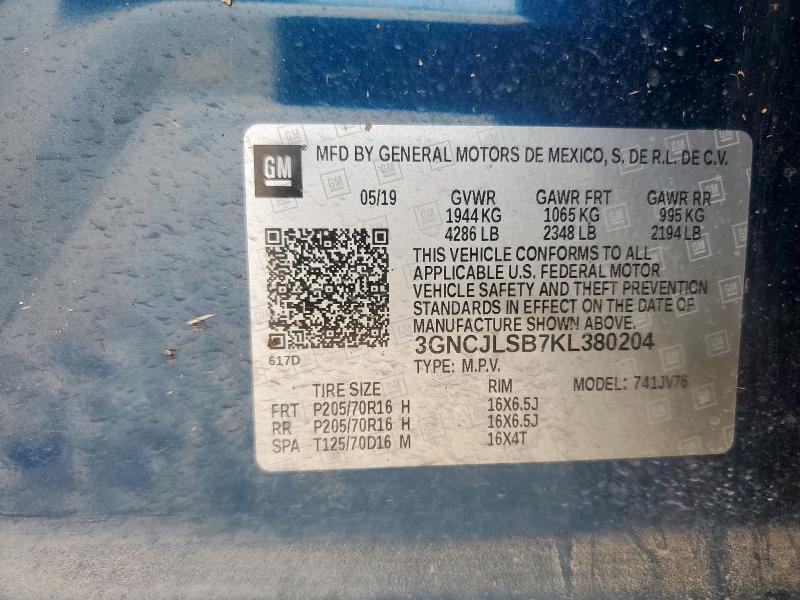 GM MFD BY GENERAL MOTORS DE MEXICO, S. DE R.L. DE C.V.
05/19 GVWR GAWR FRT GAWR RR
1944 KG 1065 KG 995 KG
4286 LB 2348 LB 2194 LB
THIS VEHICLE CONFORMS TO ALL
APPLICABLE U.S. FEDERAL MOTOR
VEHICLE SAFETY AND THEFT PREVENTION
STANDARDS IN EFFECT ON THE DATE OF
MANUFACTURE SHOWN ABOVE.
3GNCJLSB7KL380204
617D
TYPE: M.P.V.
TIRE SIZE RIM MODEL: 741JV76
FRT P205/70R16 H 16X6.5J
RR P205/70R16 H 16X6.5J
SPA T125/70D16 M 16X4T